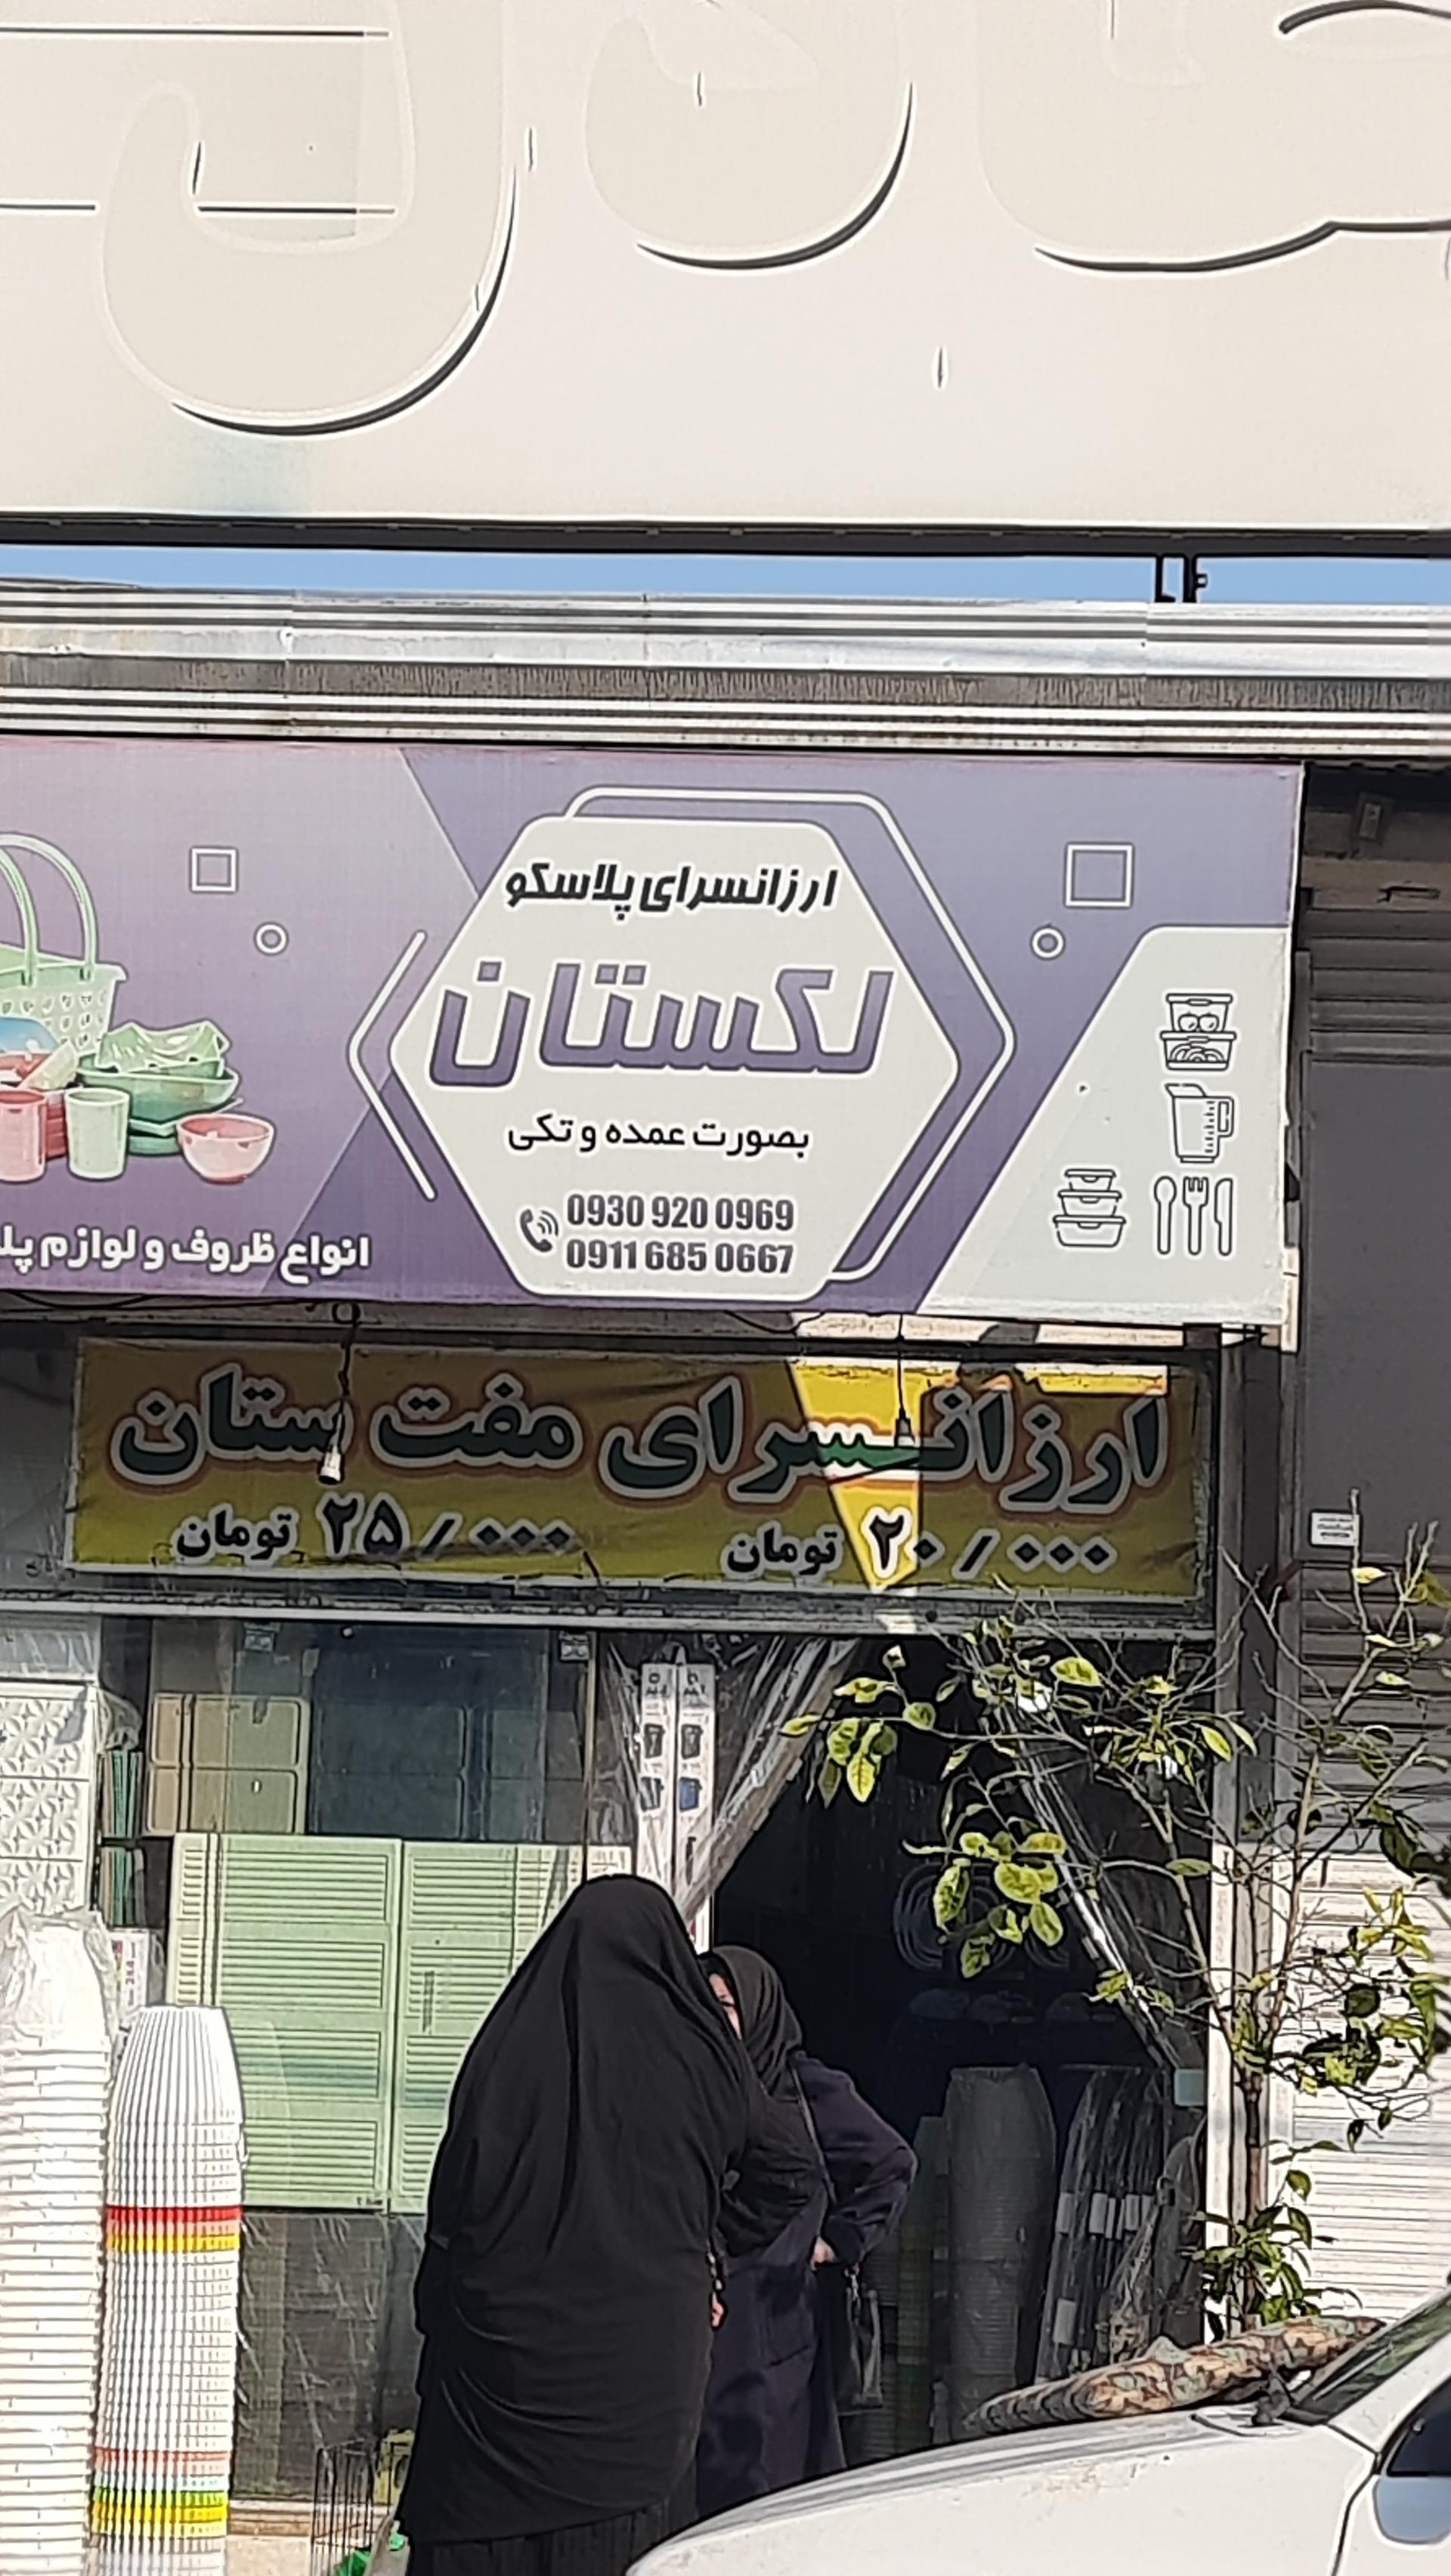 ارزانسرای پلاسکو
لکستان
بصورت عمده و تکی
0930 920 0969
0911 685 0667
انواع ظروف و لوازم
ارزانسرای مفت ستان
۲۰/۰۰۰ تومان
۲۵/۰۰۰ تومان